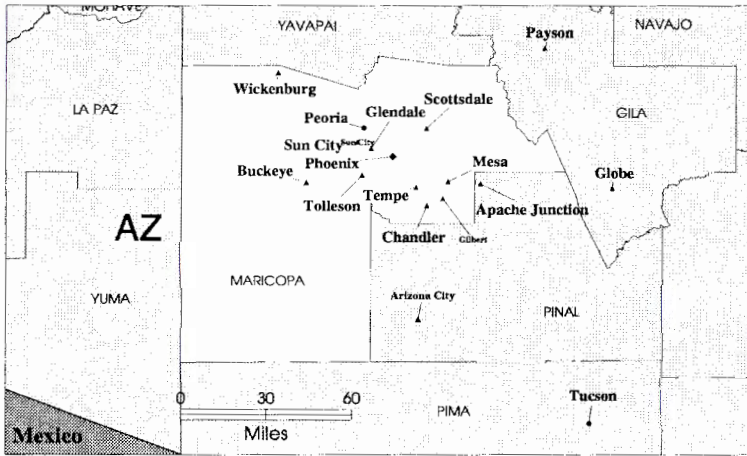 MOHAVE
YAVAPAI
Payson
NAVAJO
Wickenburg
LA PAZ
Peoria
Glendale
Scottsdale
GILA
Sun City
Sun City
Phoenix
Buckeye
Mesa
Globe
Tempe
Tolleson
Apache Junction
AZ
Chandler
Gilbert
MARICOPA
Arizona City
YUMA
PINAL
0 30 60
Miles
Tucson
PIMA
Mexico